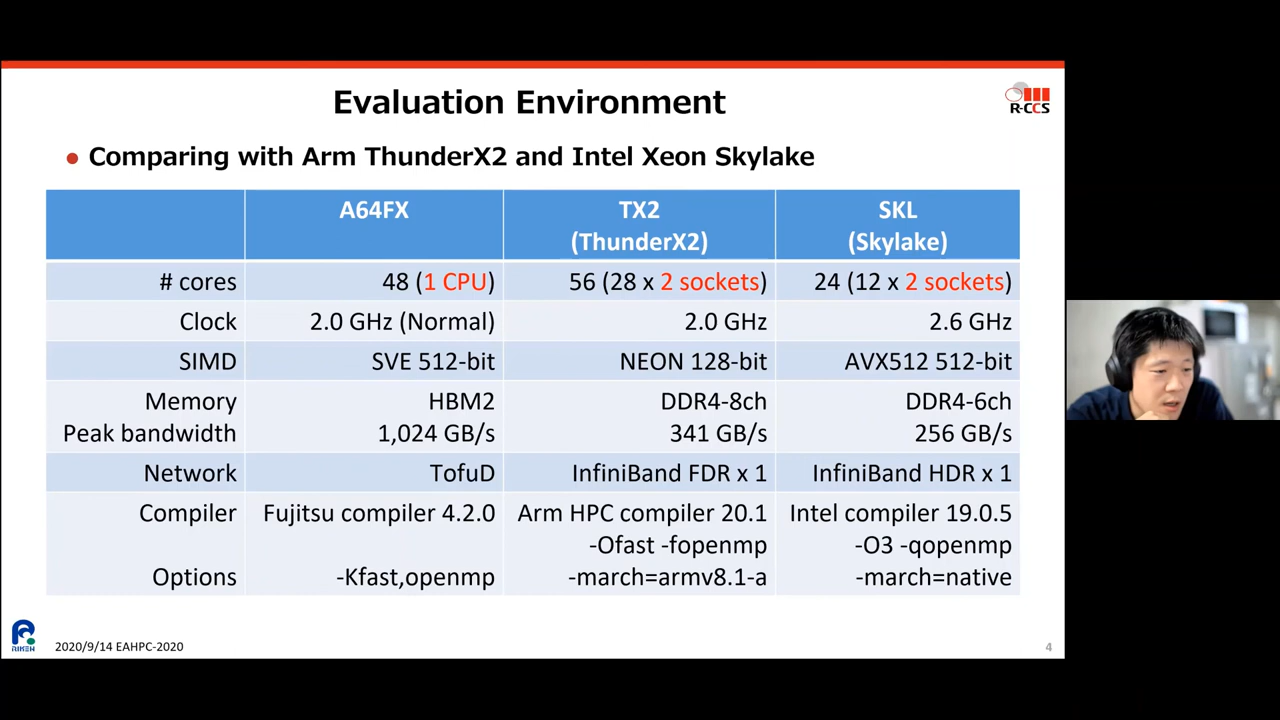 Evaluation Environment
R-CCS
● Comparing with Arm ThunderX2 and Intel Xeon Skylake
A64FX TX2 (ThunderX2) SKL (Skylake)
# cores 48 (1 CPU) 56 (28 x 2 sockets) 24 (12 x 2 sockets)
Clock 2.0 GHz (Normal) 2.0 GHz 2.6 GHz
SIMD SVE 512-bit NEON 128-bit AVX512 512-bit
Memory HBM2 DDR4-8ch DDR4-6ch
Peak bandwidth 1,024 GB/s 341 GB/s 256 GB/s
Network TofuD InfiniBand FDR x 1 InfiniBand HDR x 1
Compiler Fujitsu compiler 4.2.0 Arm HPC compiler 20.1 Intel compiler 19.0.5
-Ofast -fopenmp -O3 -qopenmp
Options -Kfast,openmp -march=armv8.1-a -march=native
RIKEN
2020/9/14 EAHPC-2020
4